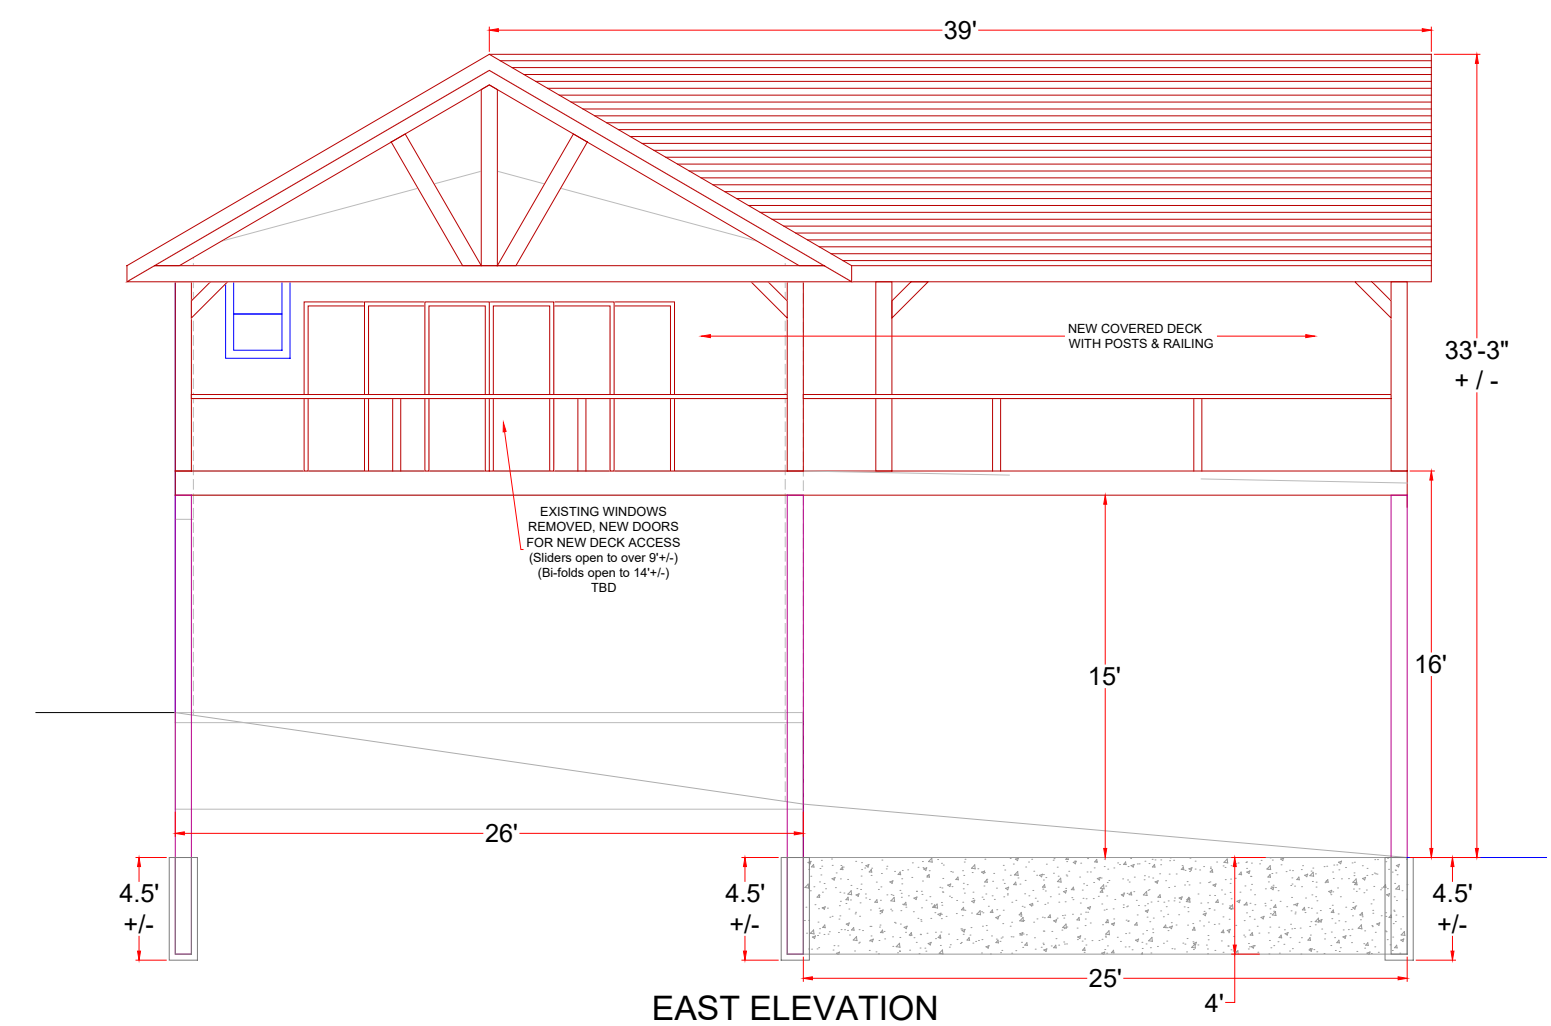 39'
NEW COVERED DECK
WITH POSTS & RAILING
33'-3"
+ / -
EXISTING WINDOWS
REMOVED, NEW DOORS
FOR NEW DECK ACCESS
(Sliders open to over 9'+/-)
(Bi-folds open to 14'+/-)
TBD
15'
16'
26'
4.5'
+/-
4.5'
+/-
4.5'
+/-
25'
4'
EAST ELEVATION